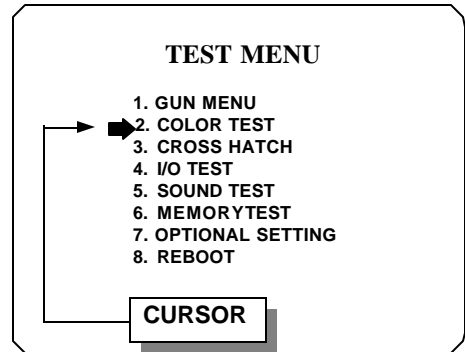 TEST MENU
1. GUN MENU
2. COLOR TEST
3. CROSS HATCH
4. I/O TEST
5. SOUND TEST
6. MEMORYTEST
7. OPTIONAL SETTING
8. REBOOT
CURSOR